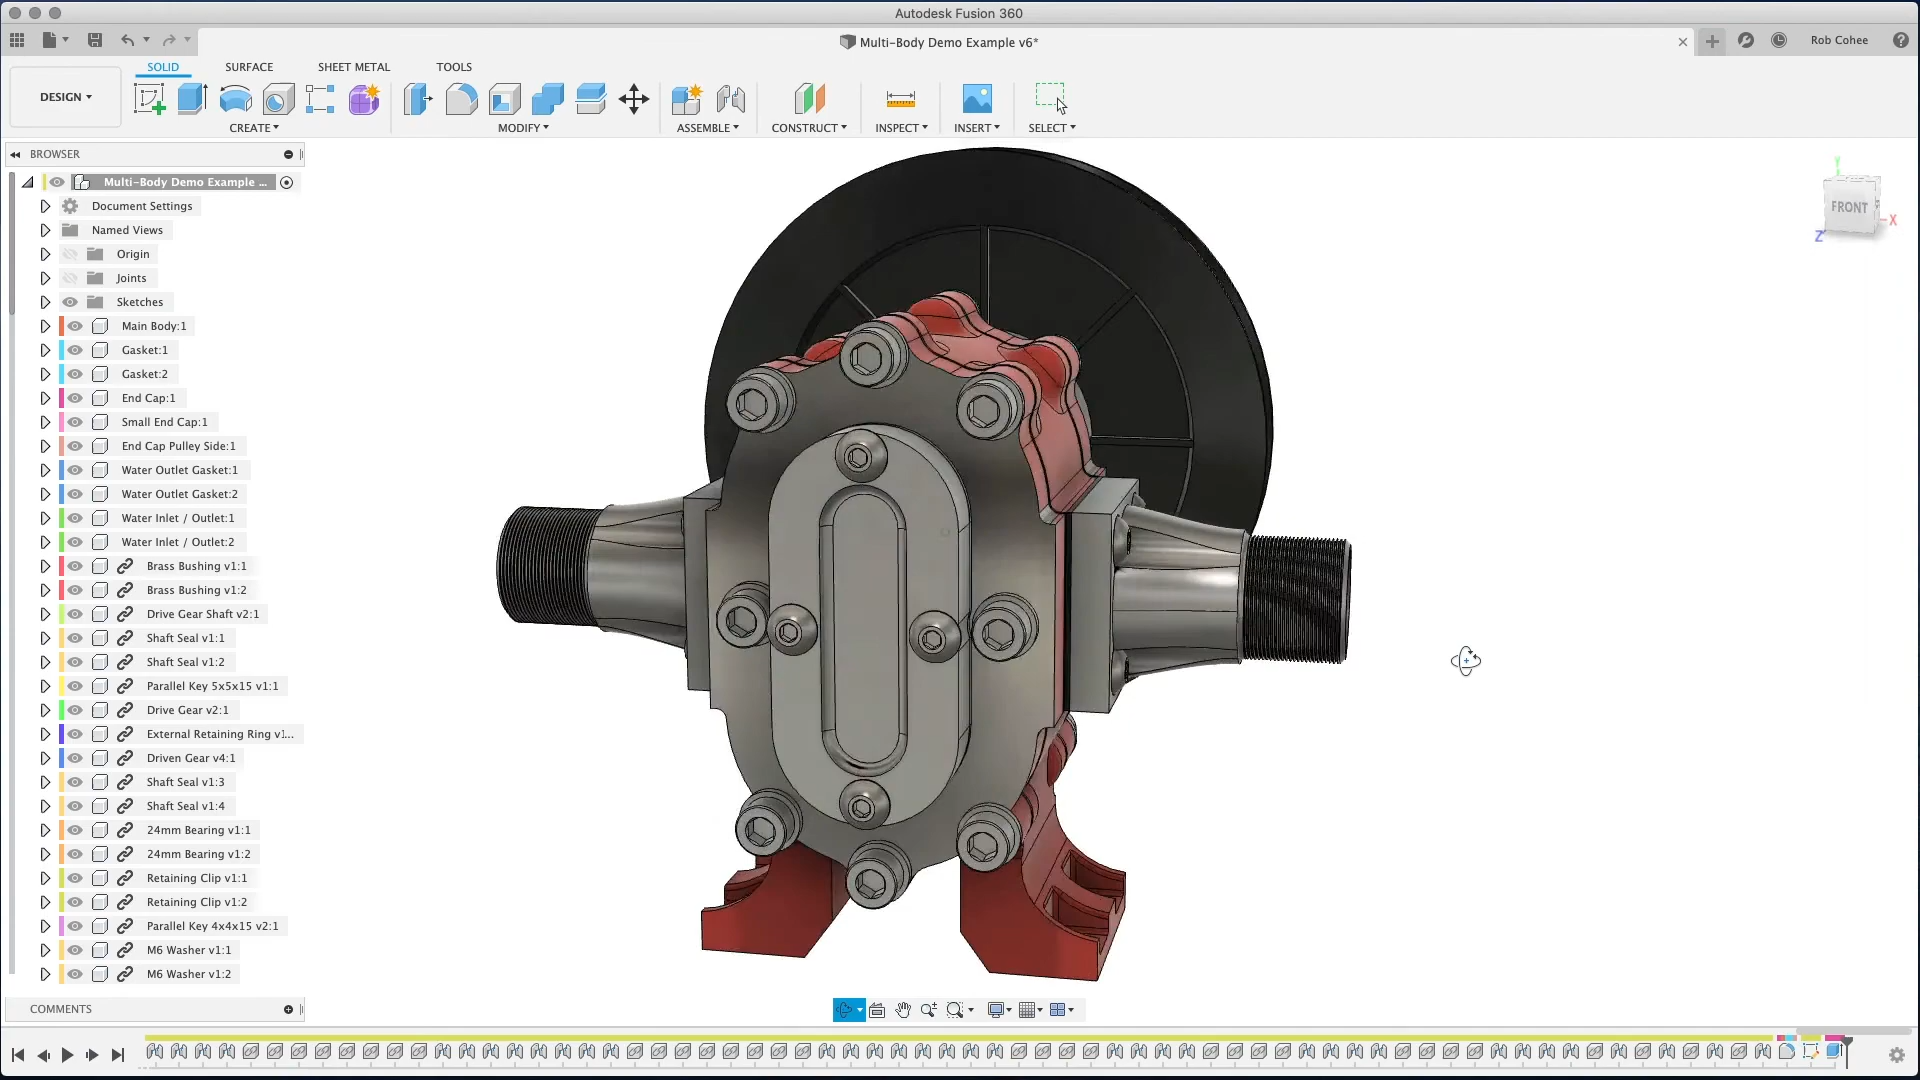 Autodesk Fusion 360
Multi-Body Demo Example v6*
Rob Cohee
DESIGN
SOLID SURFACE SHEET METAL TOOLS
CREATE MODIFY ASSEMBLE CONSTRUCT INSPECT INSERT SELECT
BROWSER
Multi-Body Demo Example ...
Document Settings
Named Views
Origin
Joints
Sketches
Main Body:1
Gasket:1
Gasket:2
End Cap:1
Small End Cap:1
End Cap Pulley Side:1
Water Outlet Gasket:1
Water Outlet Gasket:2
Water Inlet / Outlet:1
Water Inlet / Outlet:2
Brass Bushing v1:1
Brass Bushing v1:2
Drive Gear Shaft v2:1
Shaft Seal v1:1
Shaft Seal v1:2
Parallel Key 5x5x15 v1:1
Drive Gear v2:1
External Retaining Ring v1...
Driven Gear v4:1
Shaft Seal v1:3
Shaft Seal v1:4
24mm Bearing v1:1
24mm Bearing v1:2
Retaining Clip v1:1
Retaining Clip v1:2
Parallel Key 4x4x15 v2:1
M6 Washer v1:1
M6 Washer v1:2
COMMENTS
Y
FRONT
X
Z